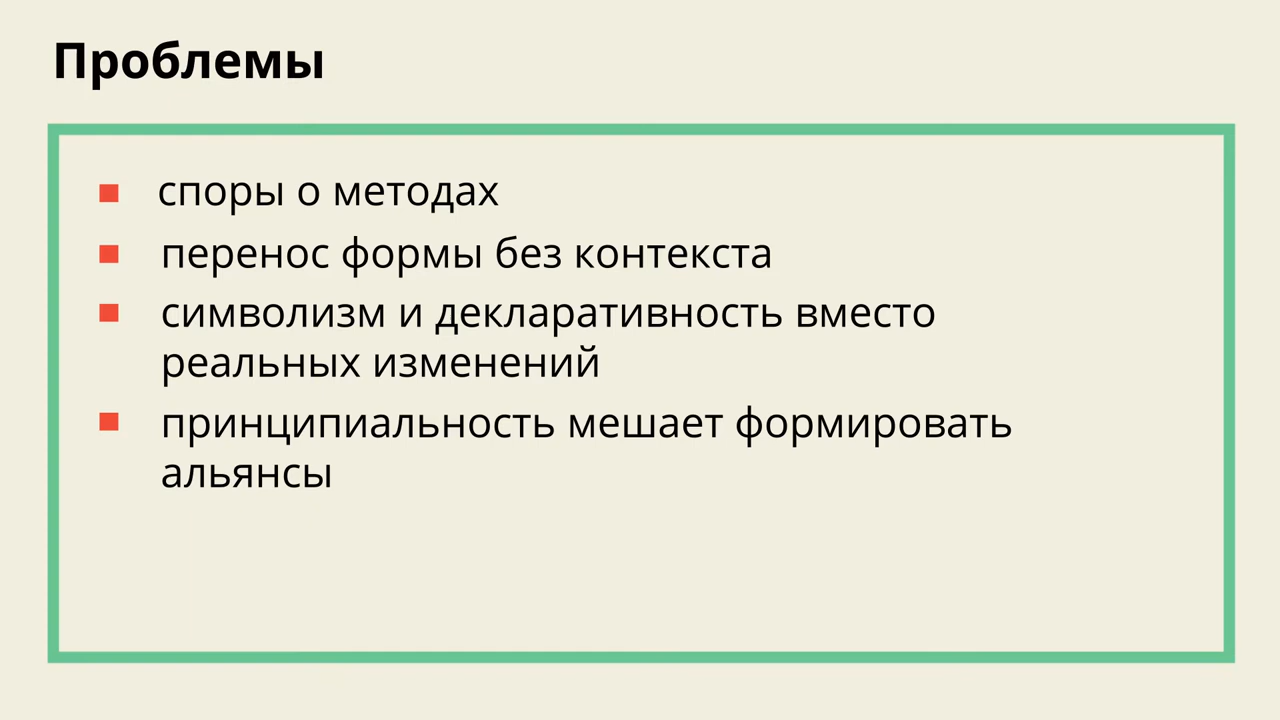 Проблемы
споры о методах
перенос формы без контекста
символизм и декларативность вместо
реальных изменений
принципиальность мешает формировать
альянсы